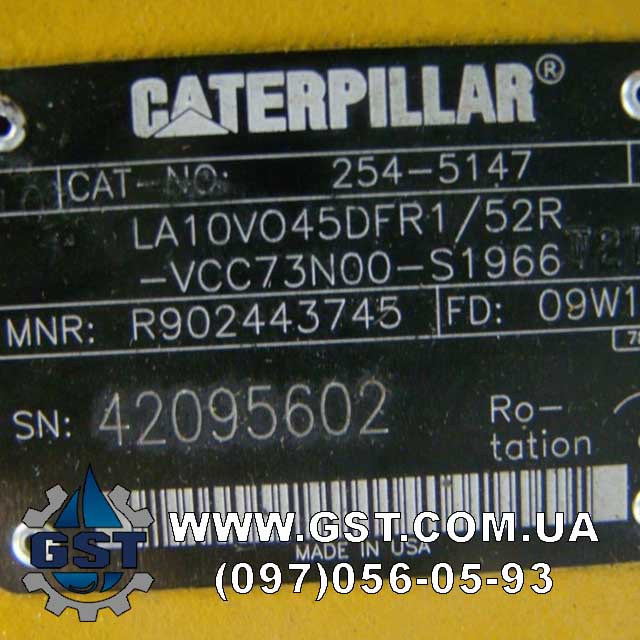 CATERPILLAR®
CAT-NO: 254-5147
LA10VO45DFR1/52R
-VCC73N00-S1966
MNR: R902443745 FD: 09W1
SN: 42095602 Ro-
tation
GST WWW.GST.COM.UA
MADE IN USA
(097)056-05-93